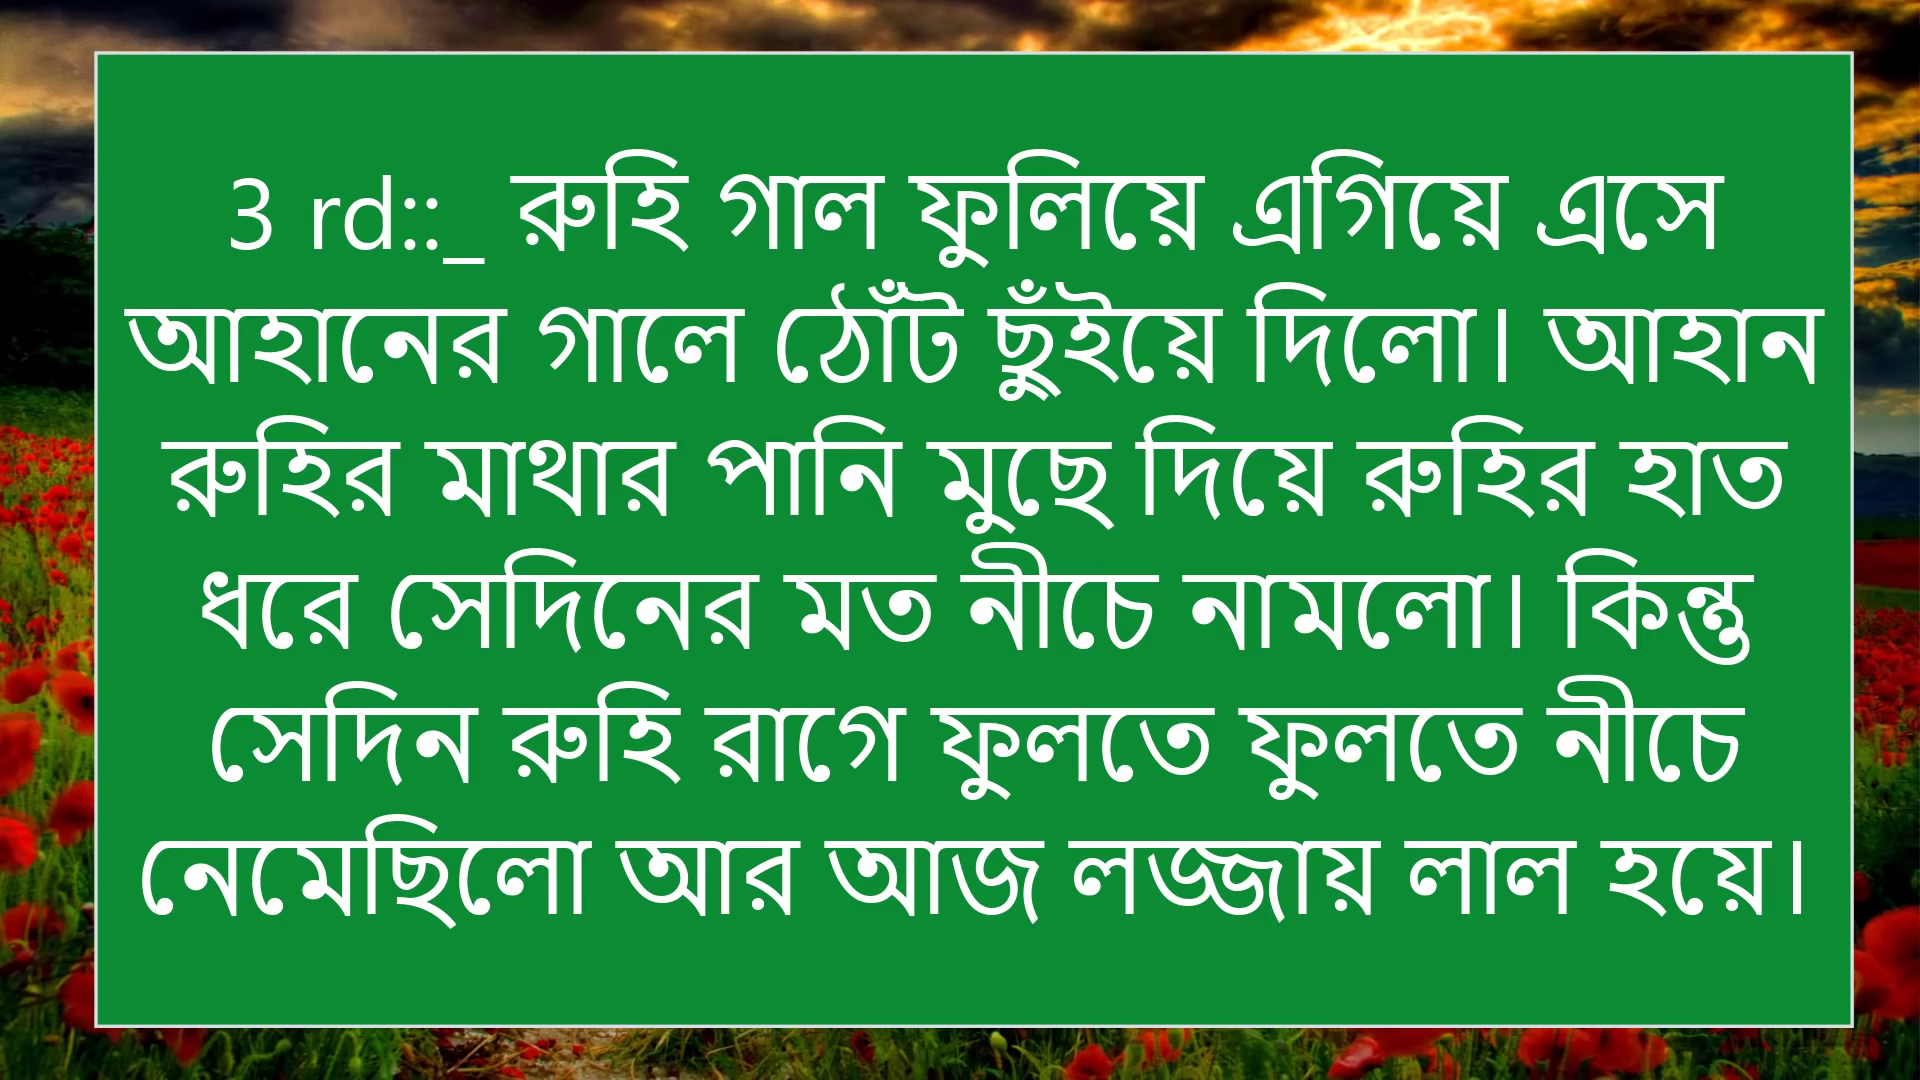 3 rd::_ রুহি গাল ফুলিয়ে এগিয়ে এসে
আহানের গালে ঠোঁট ছুঁইয়ে দিলো। আহান
রুহির মাথার পানি মুছে দিয়ে রুহির হাত
ধরে সেদিনের মত নীচে নামলো। কিন্তু
সেদিন রুহি রাগে ফুলতে ফুলতে নীচে
নেমেছিলো আর আজ লজ্জায় লাল হয়ে।